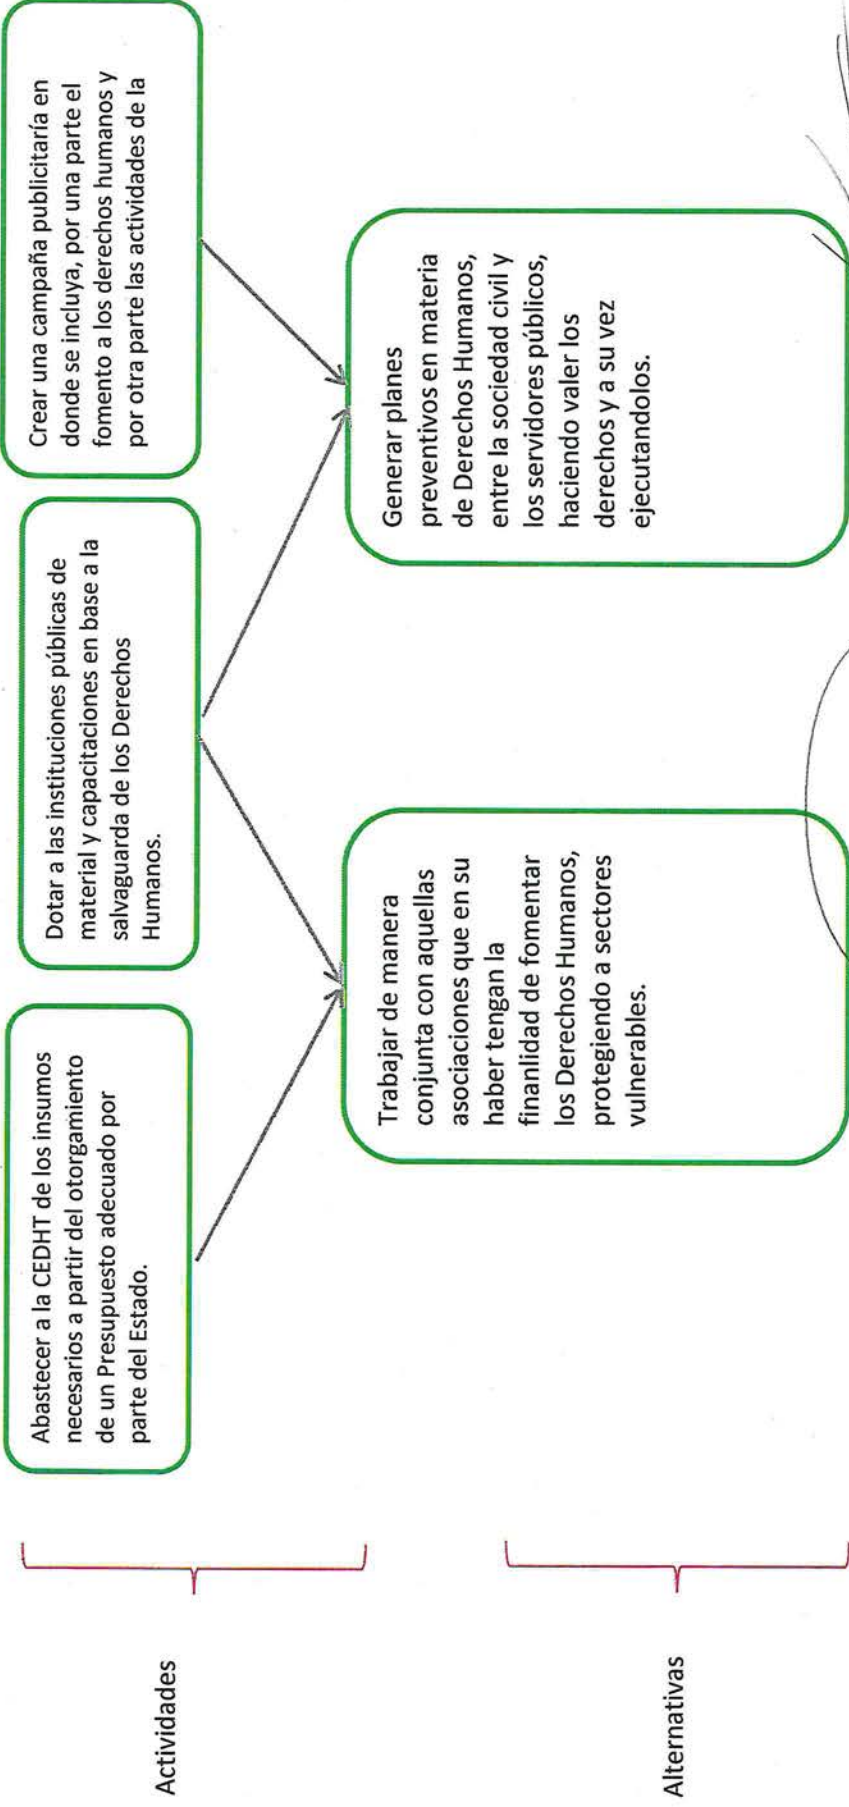 Actividades
Abastecer a la CEDHT de los insumos
necesarios a partir del otorgamiento
de un Presupuesto adecuado por
parte del Estado.
Dotar a las instituciones públicas de
material y capacitaciones en base a la
salvaguarda de los Derechos
Humanos.
Crear una campaña publicitaría en
donde se incluya, por una parte el
fomento a los derechos humanos y
por otra parte las actividades de la
Alternativas
Trabajar de manera
conjunta con aquellas
asociaciones que en su
haber tengan la
finanlidad de fomentar
los Derechos Humanos,
protegiendo a sectores
vulnerables.
Generar planes
preventivos en materia
de Derechos Humanos,
entre la sociedad civil y
los servidores públicos,
haciendo valer los
derechos y a su vez
ejecutandolos.